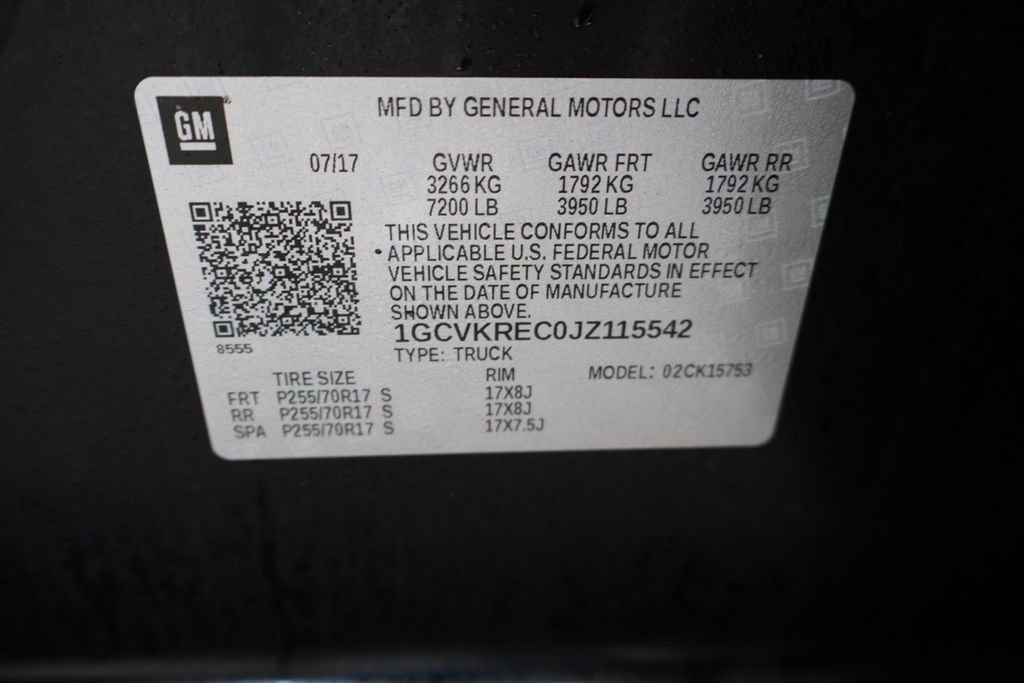 GM
MFD BY GENERAL MOTORS LLC
07/17 GVWR GAWR FRT GAWR RR
3266 KG 1792 KG 1792 KG
7200 LB 3950 LB 3950 LB
THIS VEHICLE CONFORMS TO ALL
APPLICABLE U.S. FEDERAL MOTOR
VEHICLE SAFETY STANDARDS IN EFFECT
ON THE DATE OF MANUFACTURE
SHOWN ABOVE.
1GCVKREC0JZ115542
8555
TYPE: TRUCK
TIRE SIZE RIM MODEL: 02CK15753
FRT P255/70R17 S 17X8J
RR P255/70R17 S 17X8J
SPA P255/70R17 S 17X7.5J